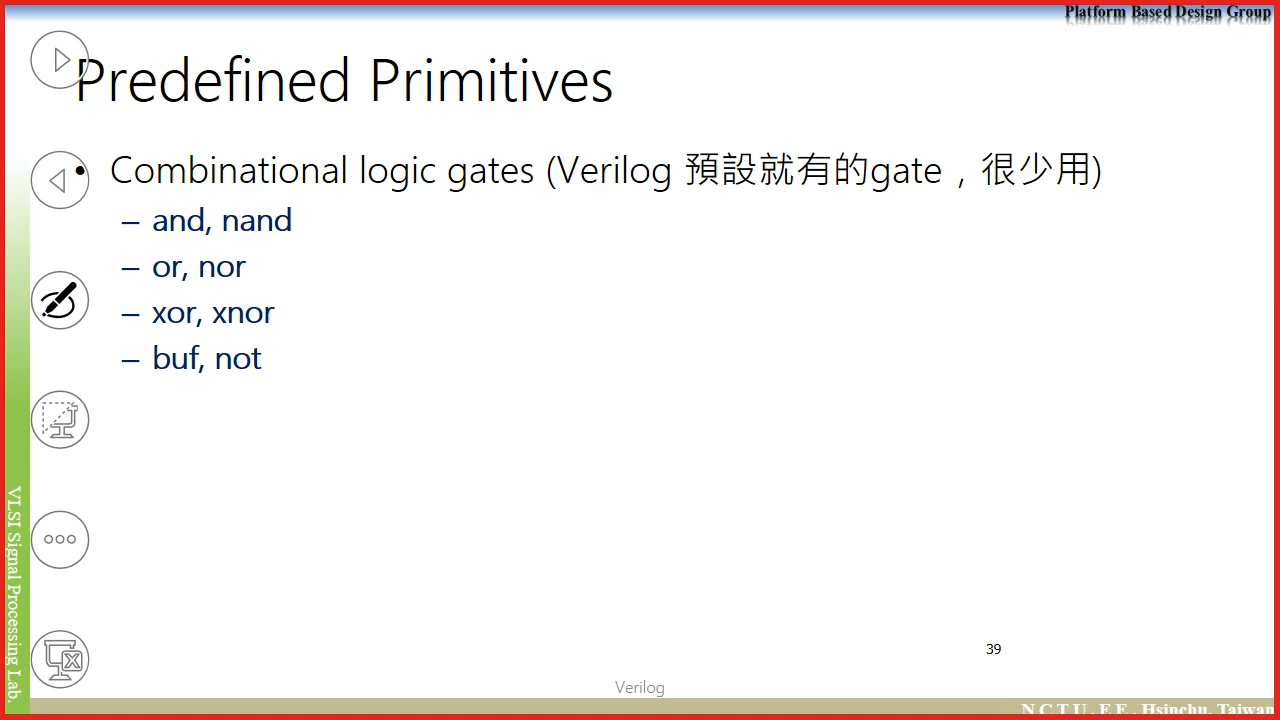 Platform Based Design Group
Predefined Primitives
• Combinational logic gates (Verilog 預設就有的gate，很少用)
– and, nand
– or, nor
– xor, xnor
– buf, not
VLSI Signal Processing Lab.
39
Verilog
N C T U . E E , Hsinchu, Taiwan